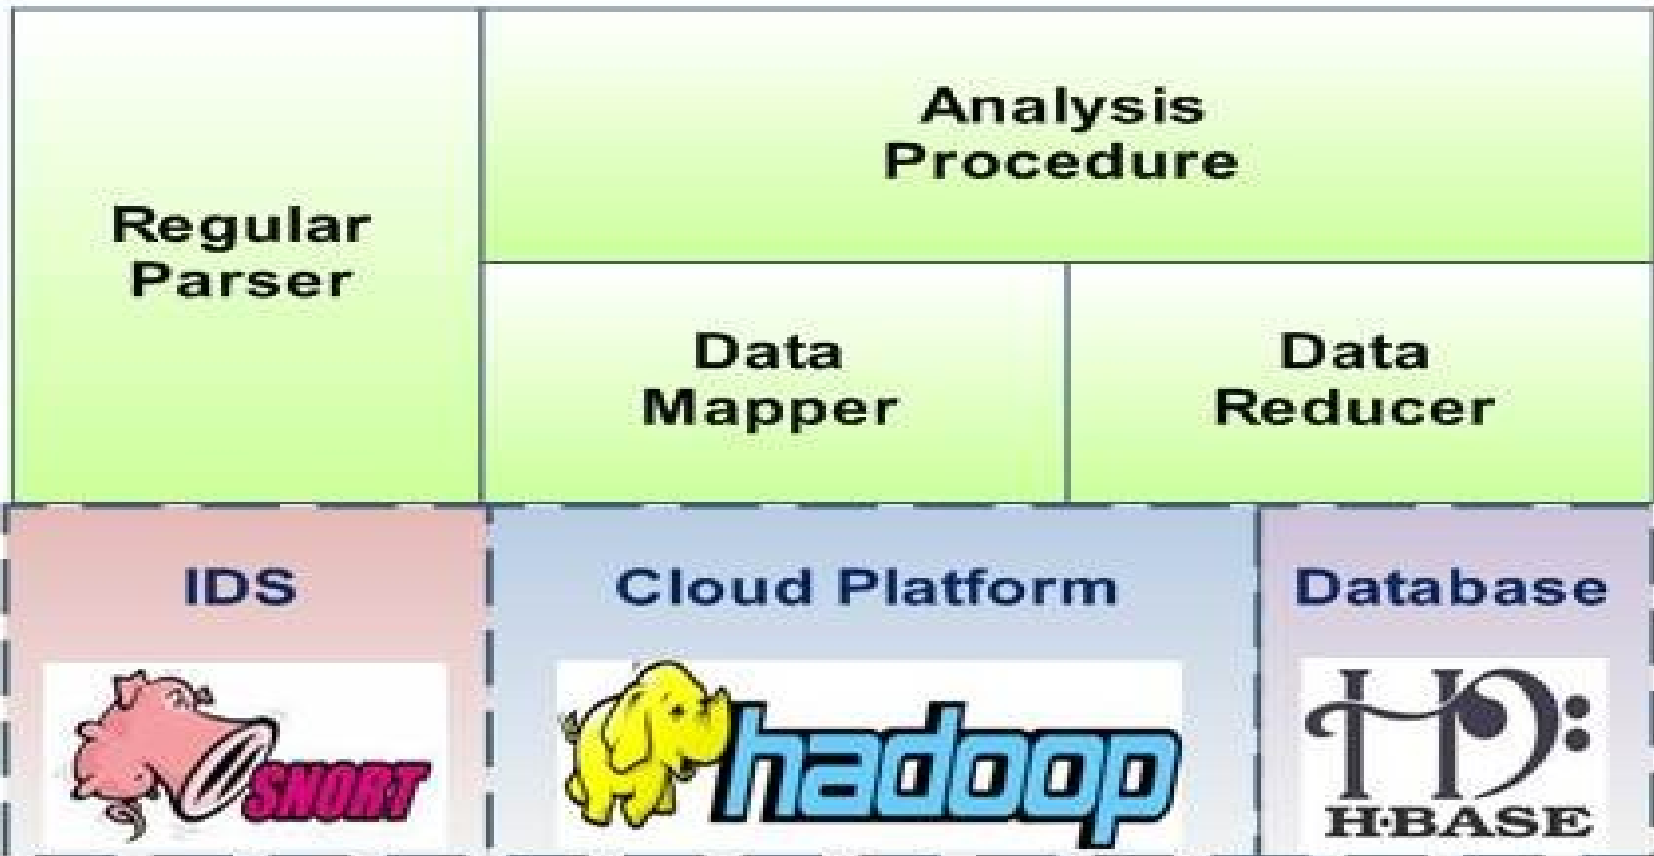 Analysis
Procedure
Regular
Parser
Data
Mapper
Data
Reducer
IDS
Cloud Platform
Database
SNORT
hadoop
H·BASE